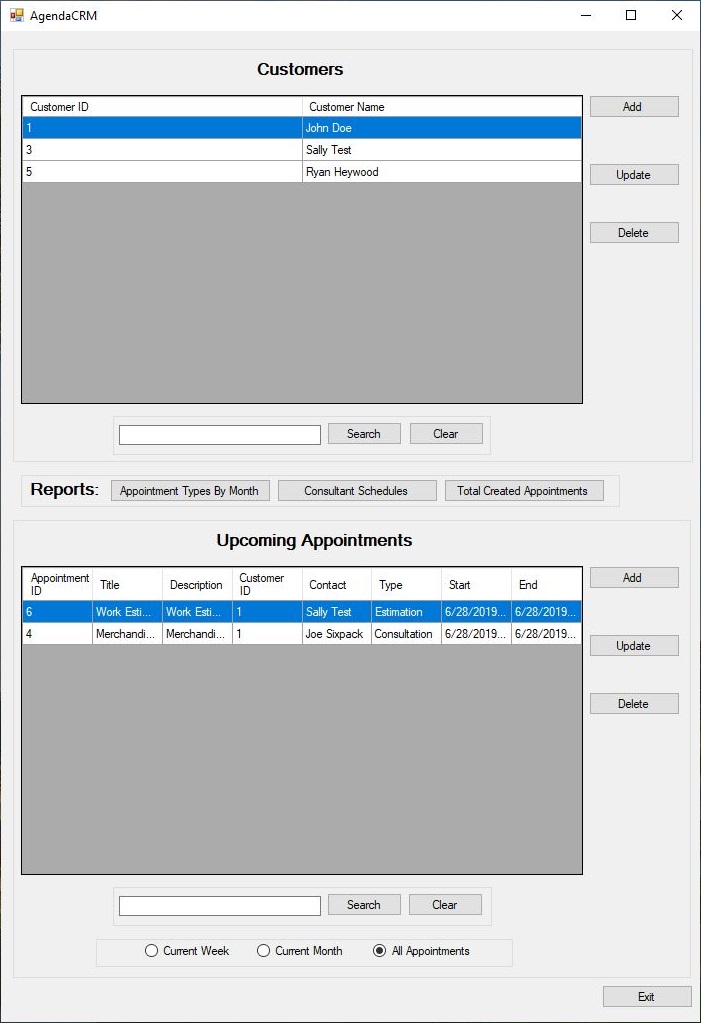 AgendaCRM
Customers
Customer ID Customer Name
1 John Doe
3 Sally Test
5 Ryan Heywood
Add
Update
Delete
Search Clear
Reports: Appointment Types By Month Consultant Schedules Total Created Appointments
Upcoming Appointments
Appointment ID Title Description Customer ID Contact Type Start End
6 Work Esti... Work Esti... 1 Sally Test Estimation 6/28/2019... 6/28/2019...
4 Merchandi... Merchandi... 1 Joe Sixpack Consultation 6/28/2019... 6/28/2019...
Add
Update
Delete
Search Clear
Current Week Current Month All Appointments
Exit